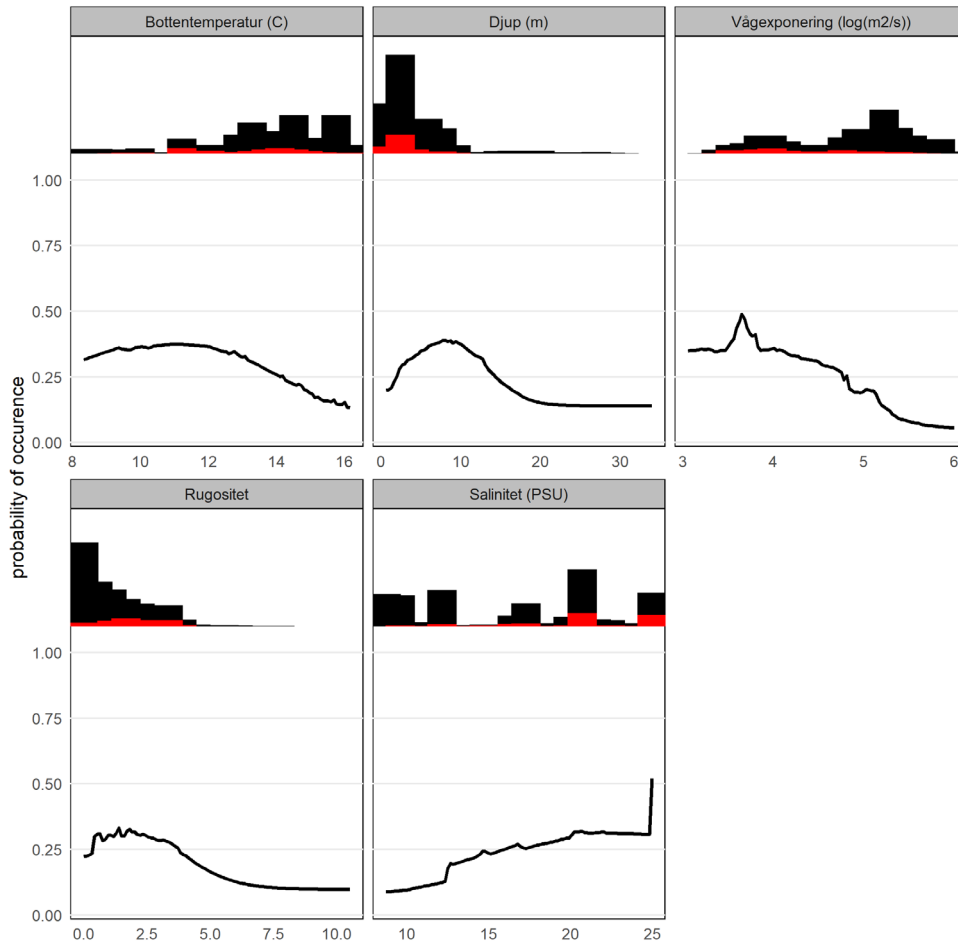 Bottentemperatur (C)
Djup (m)
Vågexponering (log(m2/s))
1.00
0.75
0.50
0.25
0.00
8 10 12 14 16
0 10 20 30
3 4 5 6
probability of occurrence
Rugositet
Salinitet (PSU)
1.00
0.75
0.50
0.25
0.00
0.0 2.5 5.0 7.5 10.0
10 15 20 25